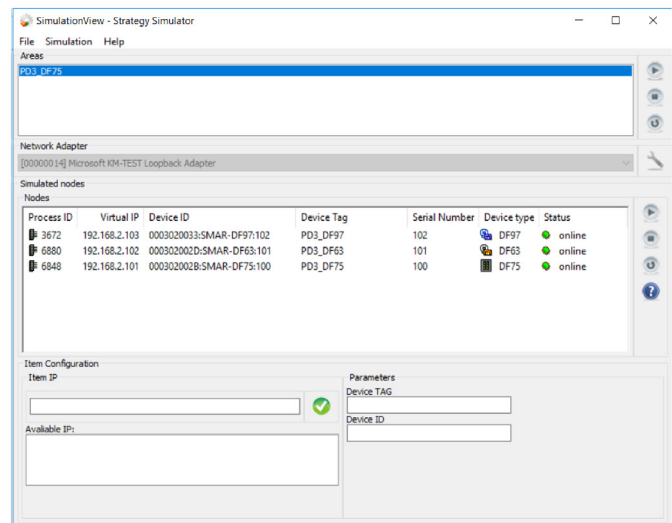 SimulationView - Strategy Simulator
File Simulation Help
Areas
PD3_DF75
Network Adapter
[00000014] Microsoft KM-TEST Loopback Adapter
Simulated nodes
Nodes
Process ID Virtual IP Device ID Device Tag Serial Number Device type Status
3672 192.168.2.103 0003020033:SMAR-DF97:102 PD3_DF97 102 DF97 online
6880 192.168.2.102 000302002D:SMAR-DF63:101 PD3_DF63 101 DF63 online
6848 192.168.2.101 000302002B:SMAR-DF75:100 PD3_DF75 100 DF75 online
Item Configuration
Item IP
Parameters
Device TAG
Device ID
Avaliable IP: